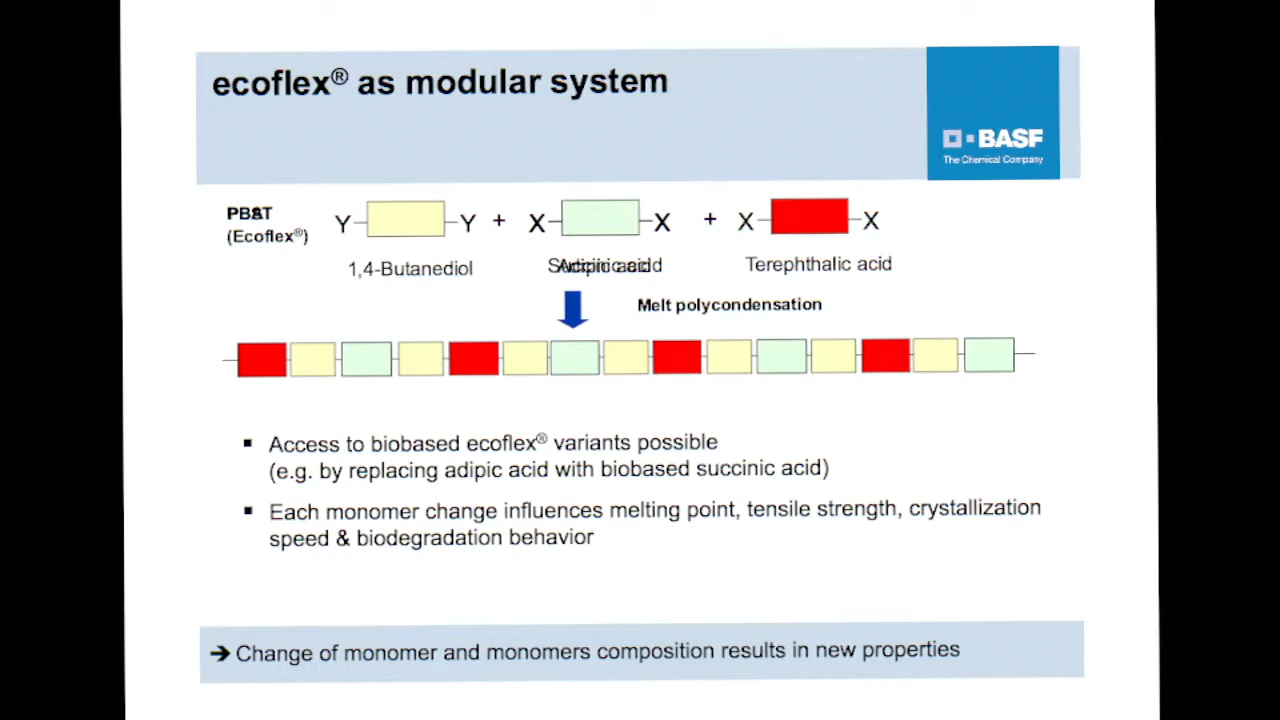 ecoflex® as modular system
BASF
The Chemical Company
(Ecoflex®)
Y Y + X X + X X
1,4-Butanediol
Terephthalic acid
Melt polycondensation
▪ Access to biobased ecoflex® variants possible
(e.g. by replacing adipic acid with biobased succinic acid)
▪ Each monomer change influences melting point, tensile strength, crystallization
speed & biodegradation behavior
➔ Change of monomer and monomers composition results in new properties